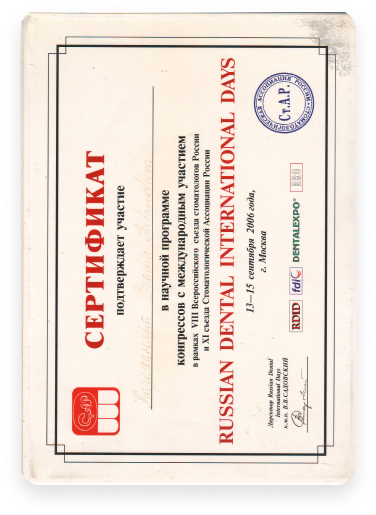 СЕРТИФИКАТ
подтверждает участие
в научной программе
конгрессов с международным участием
в рамках VIII Всероссийского съезда стоматологов России
и XI съезда Стоматологической Ассоциации России
RUSSIAN DENTAL INTERNATIONAL DAYS
13—15 сентября 2006 года,
г. Москва
Директор Russian Dental
International Days
к.м.н. В.В.САДОВСКИЙ
RDID fdi DENTALEXPO®
СТОМАТОЛОГИЧЕСКАЯ АССОЦИАЦИЯ РОССИИ
Ст.А.Р.